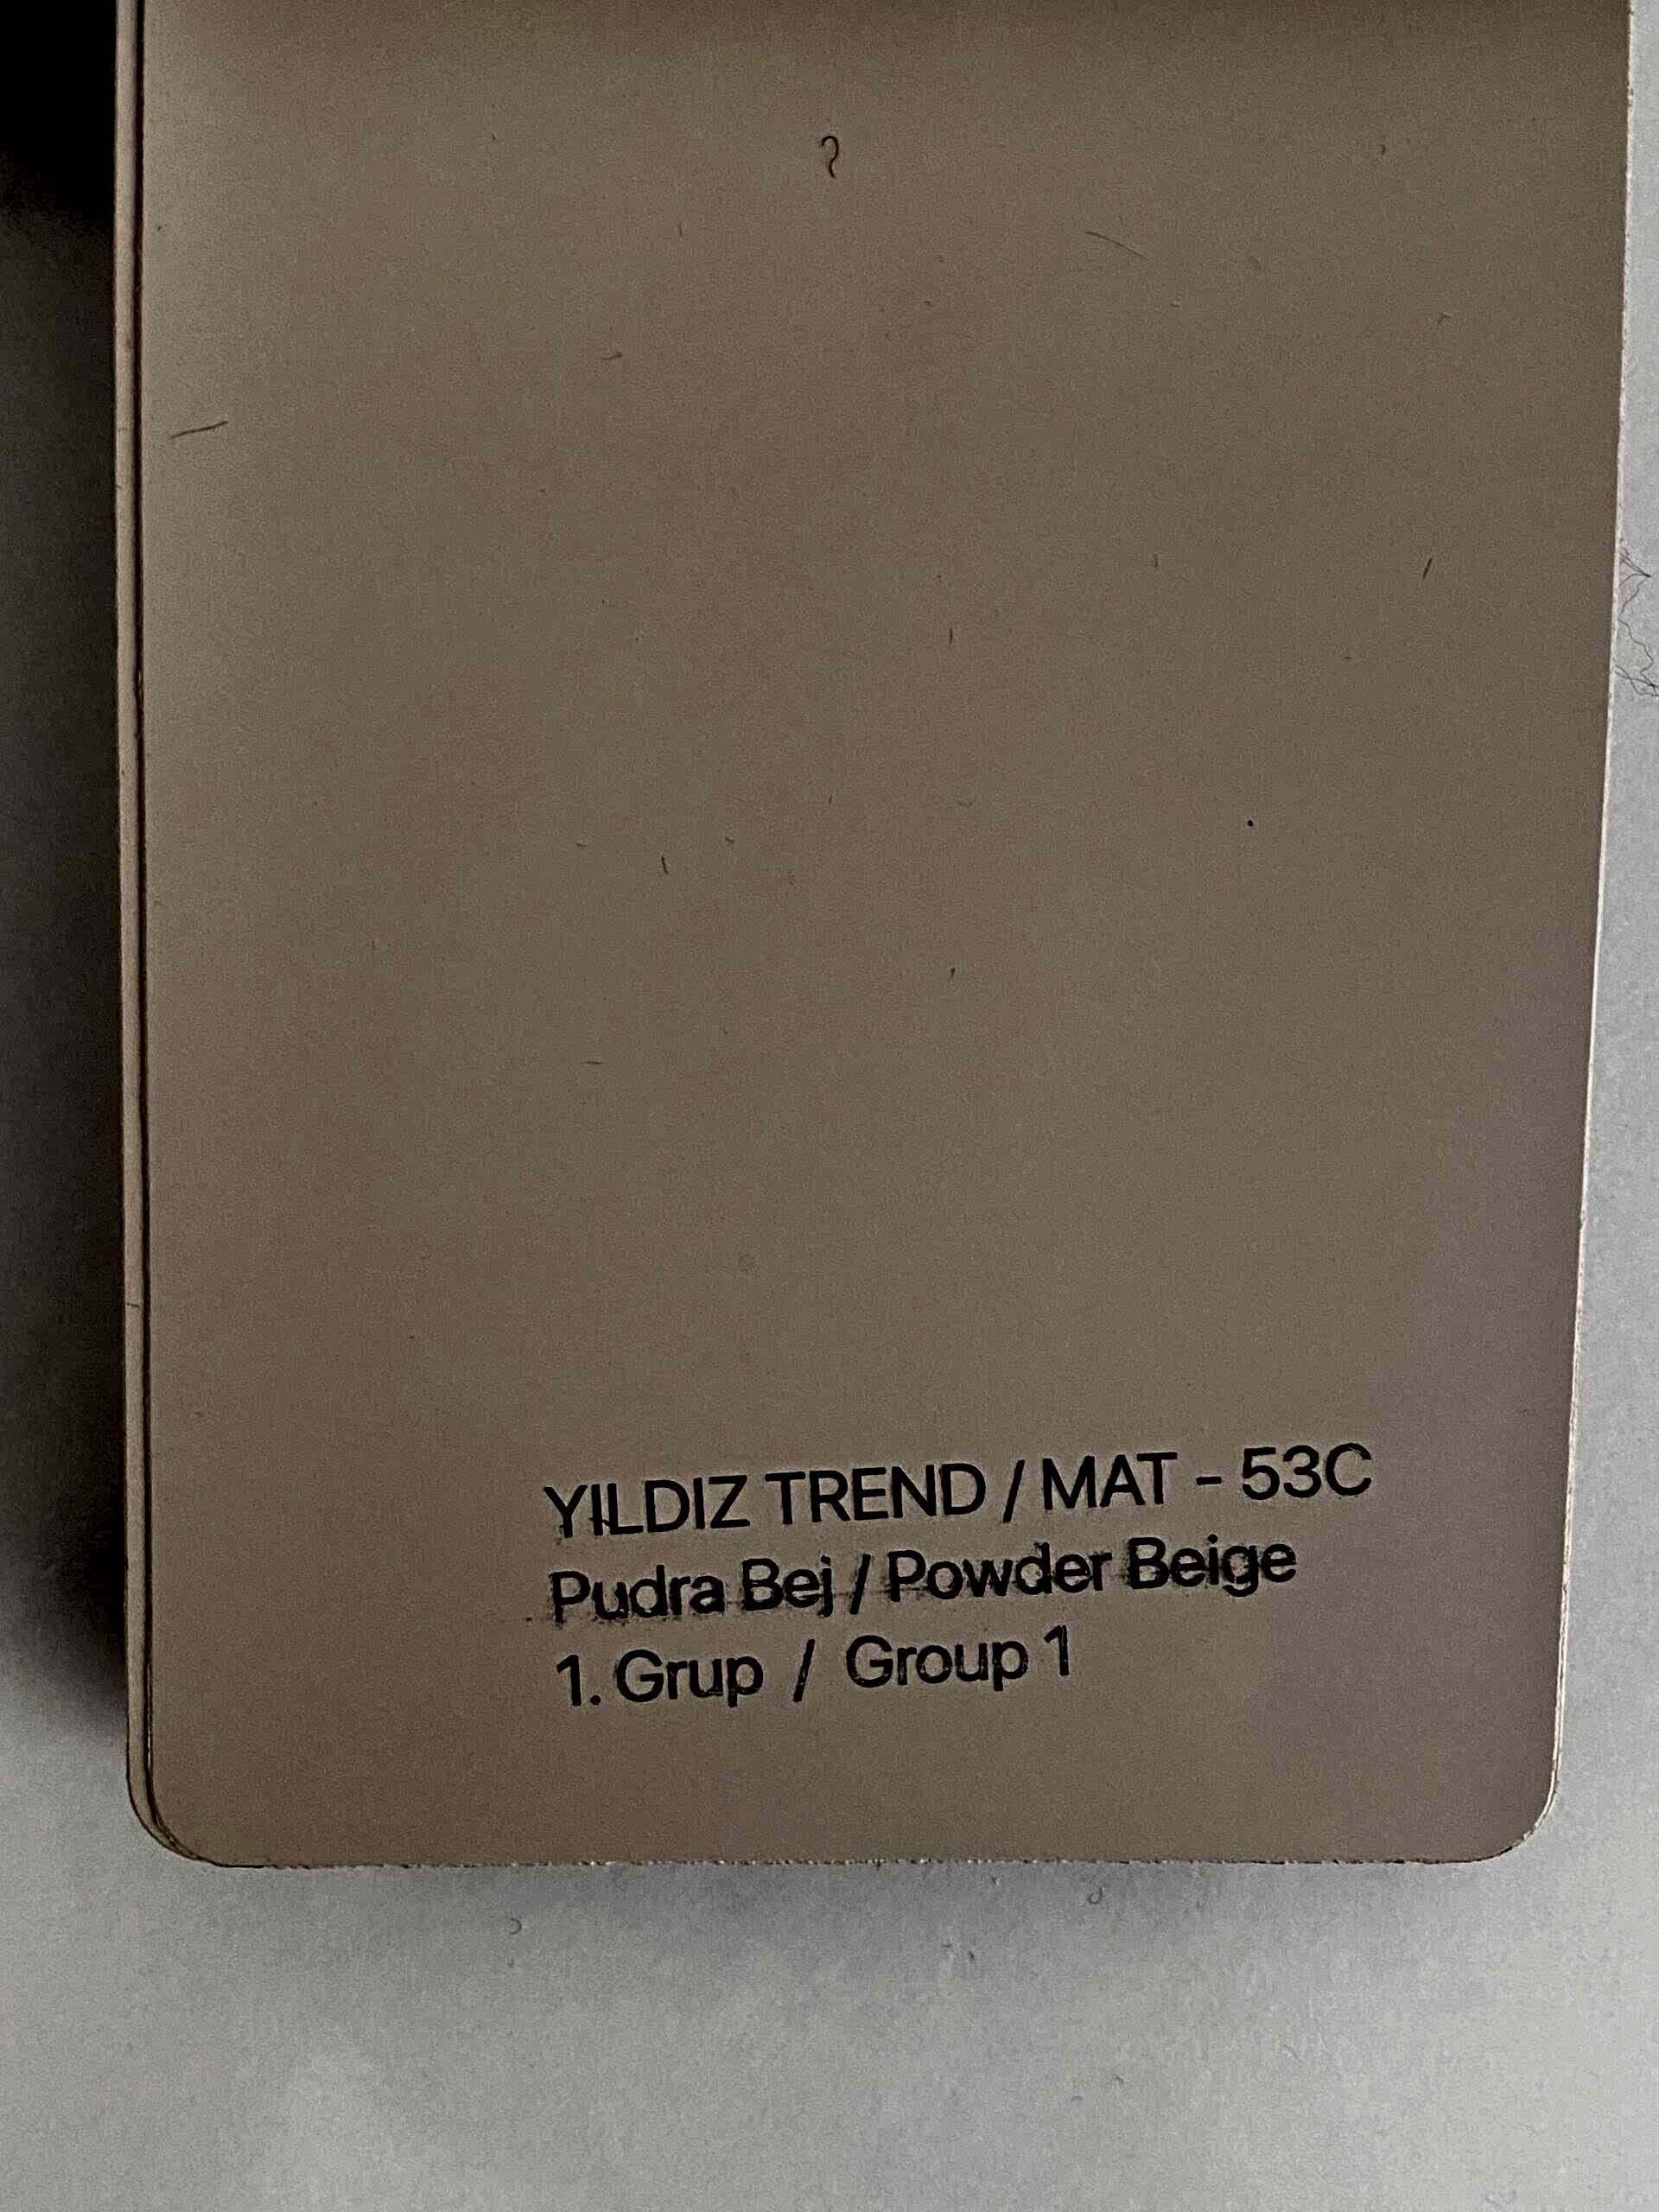 YILDIZ TREND / MAT - 53C
Pudra Bej / Powder Beige
1. Grup / Group 1